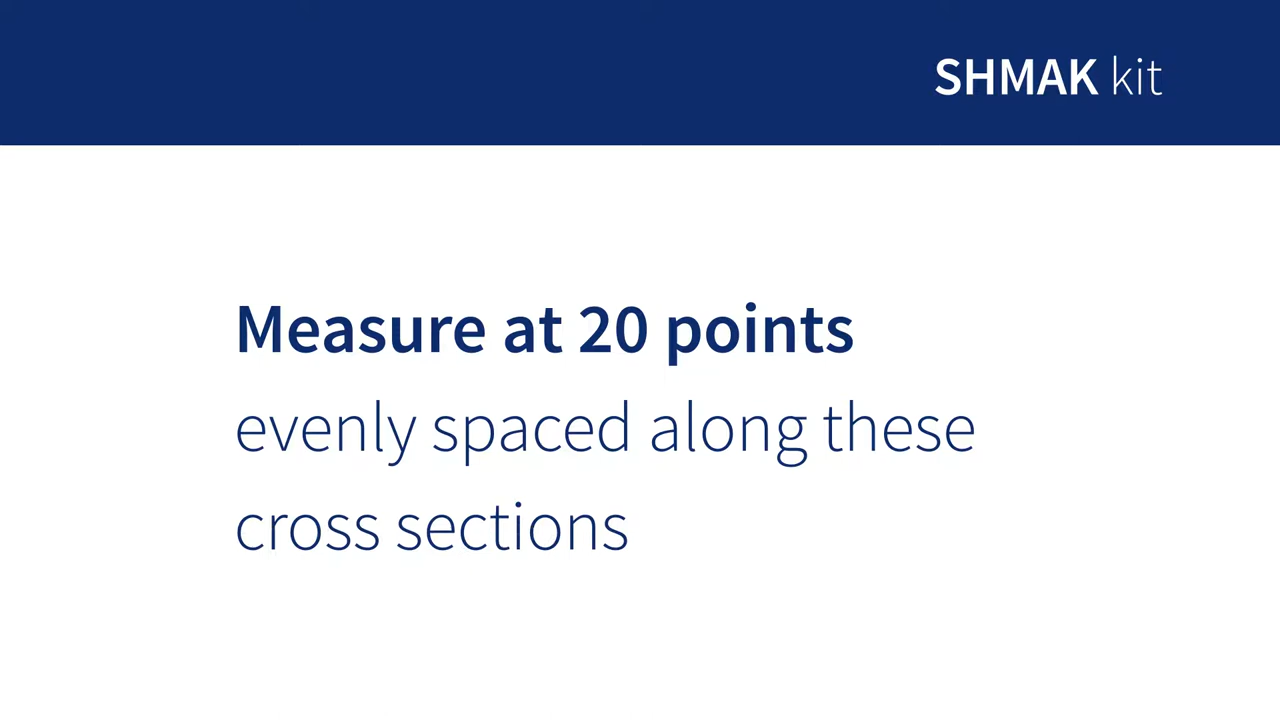 SHMAK kit
Measure at 20 points
evenly spaced along these
cross sections